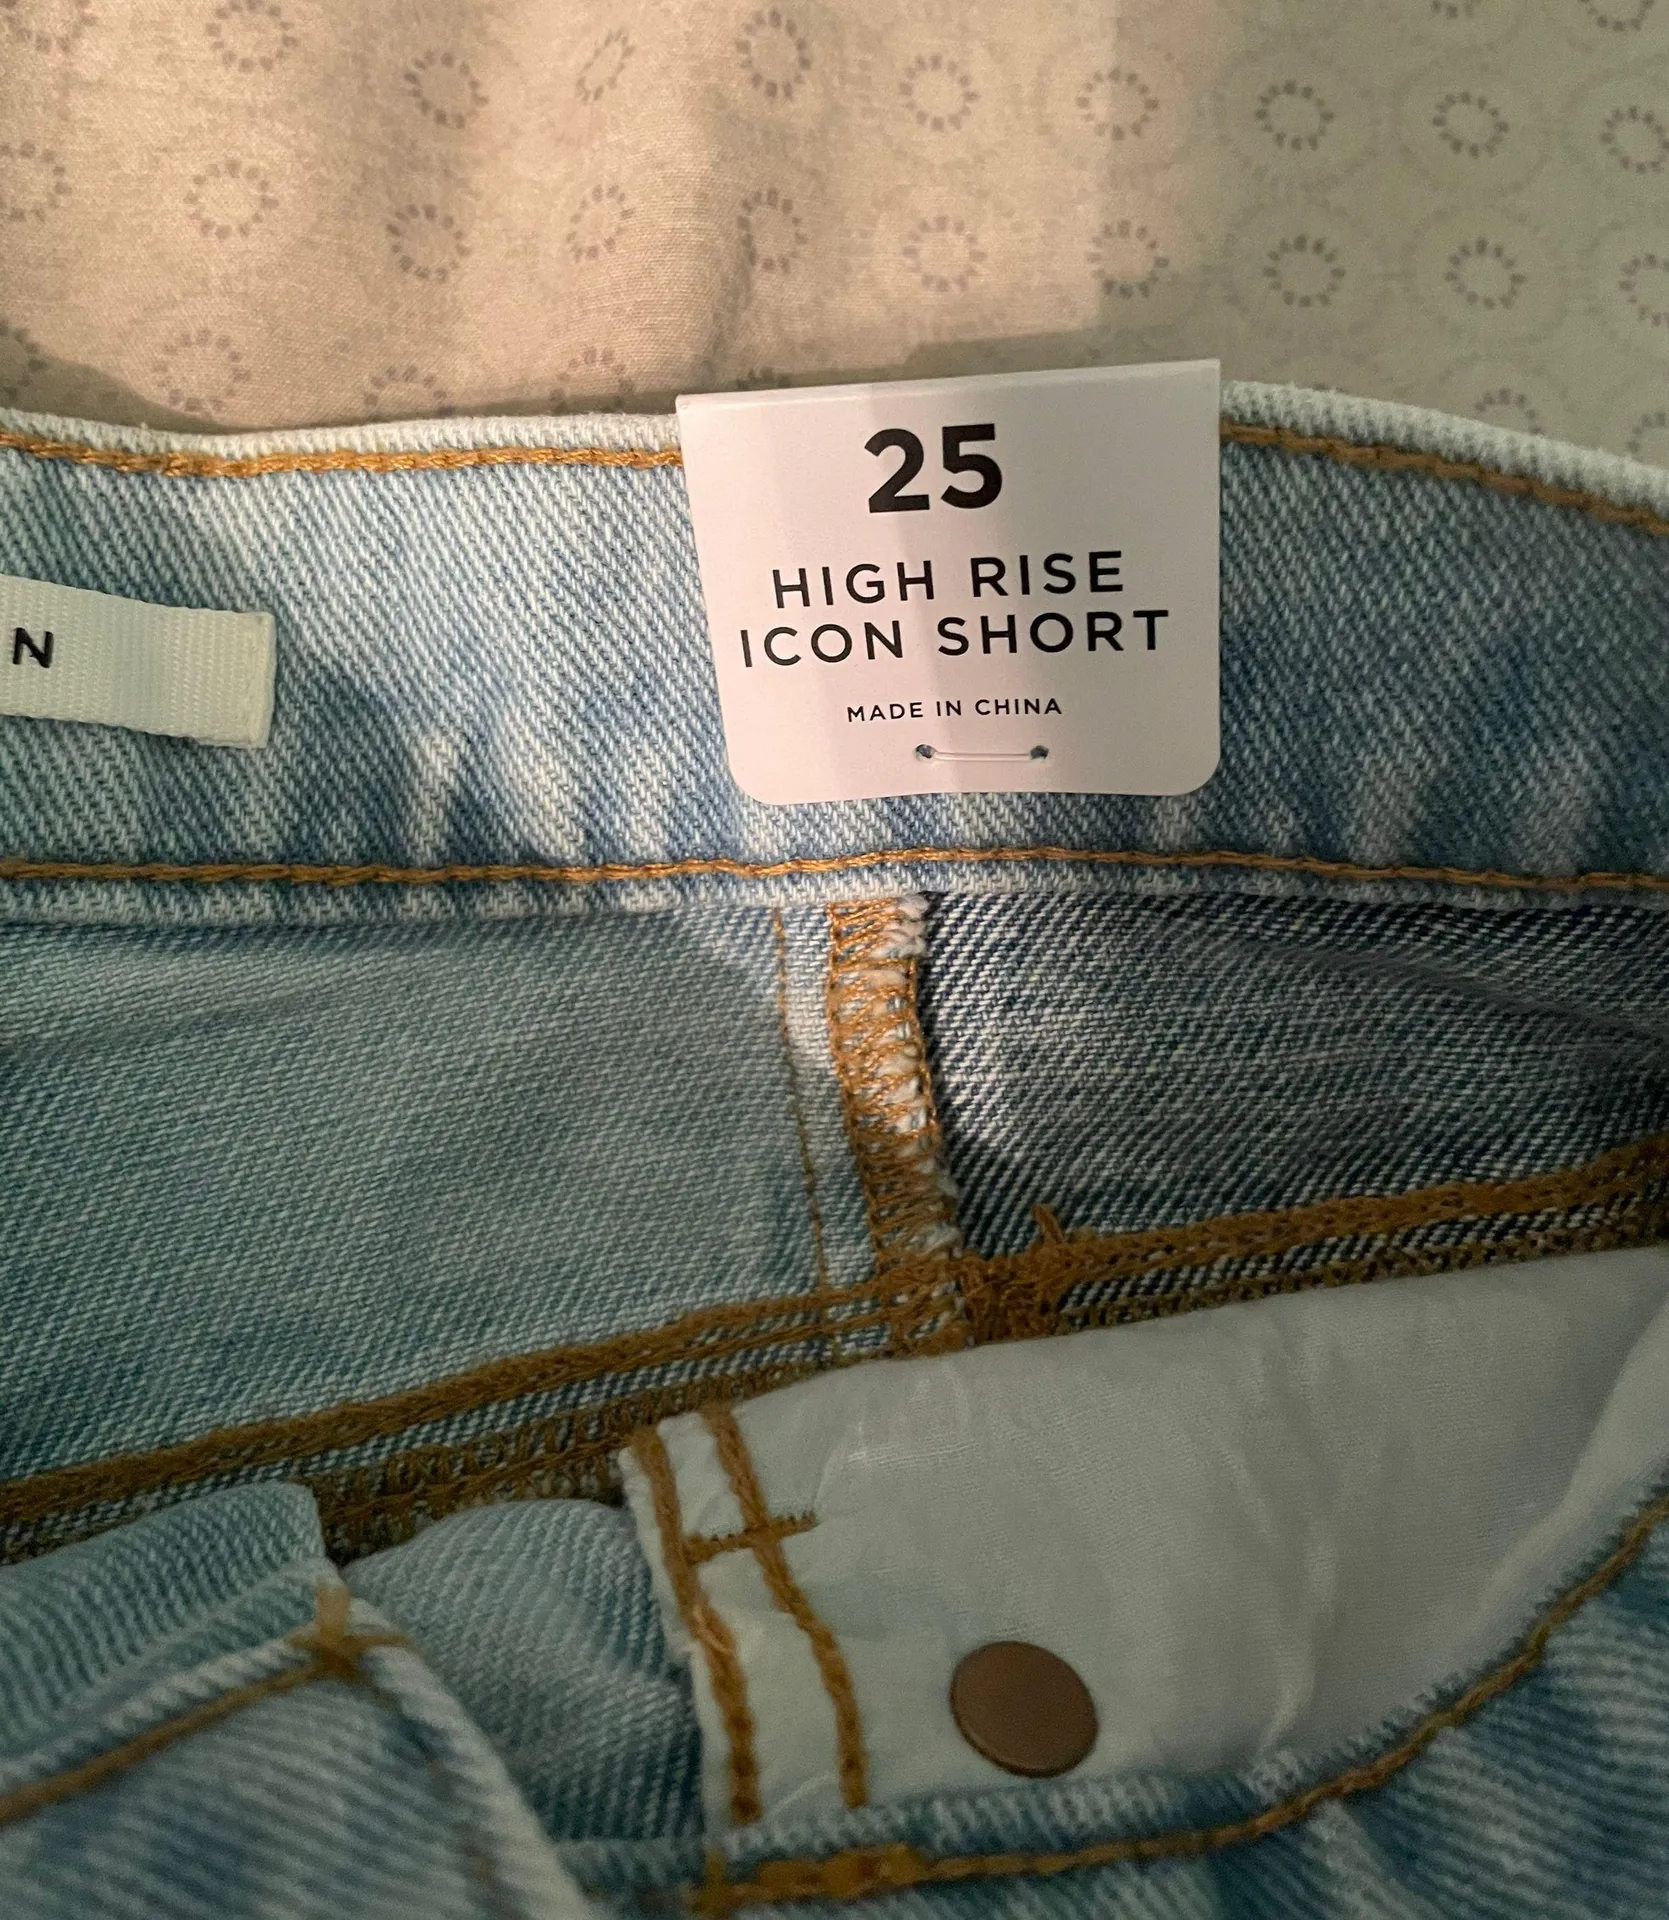 25
HIGH RISE
ICON SHORT
MADE IN CHINA
N